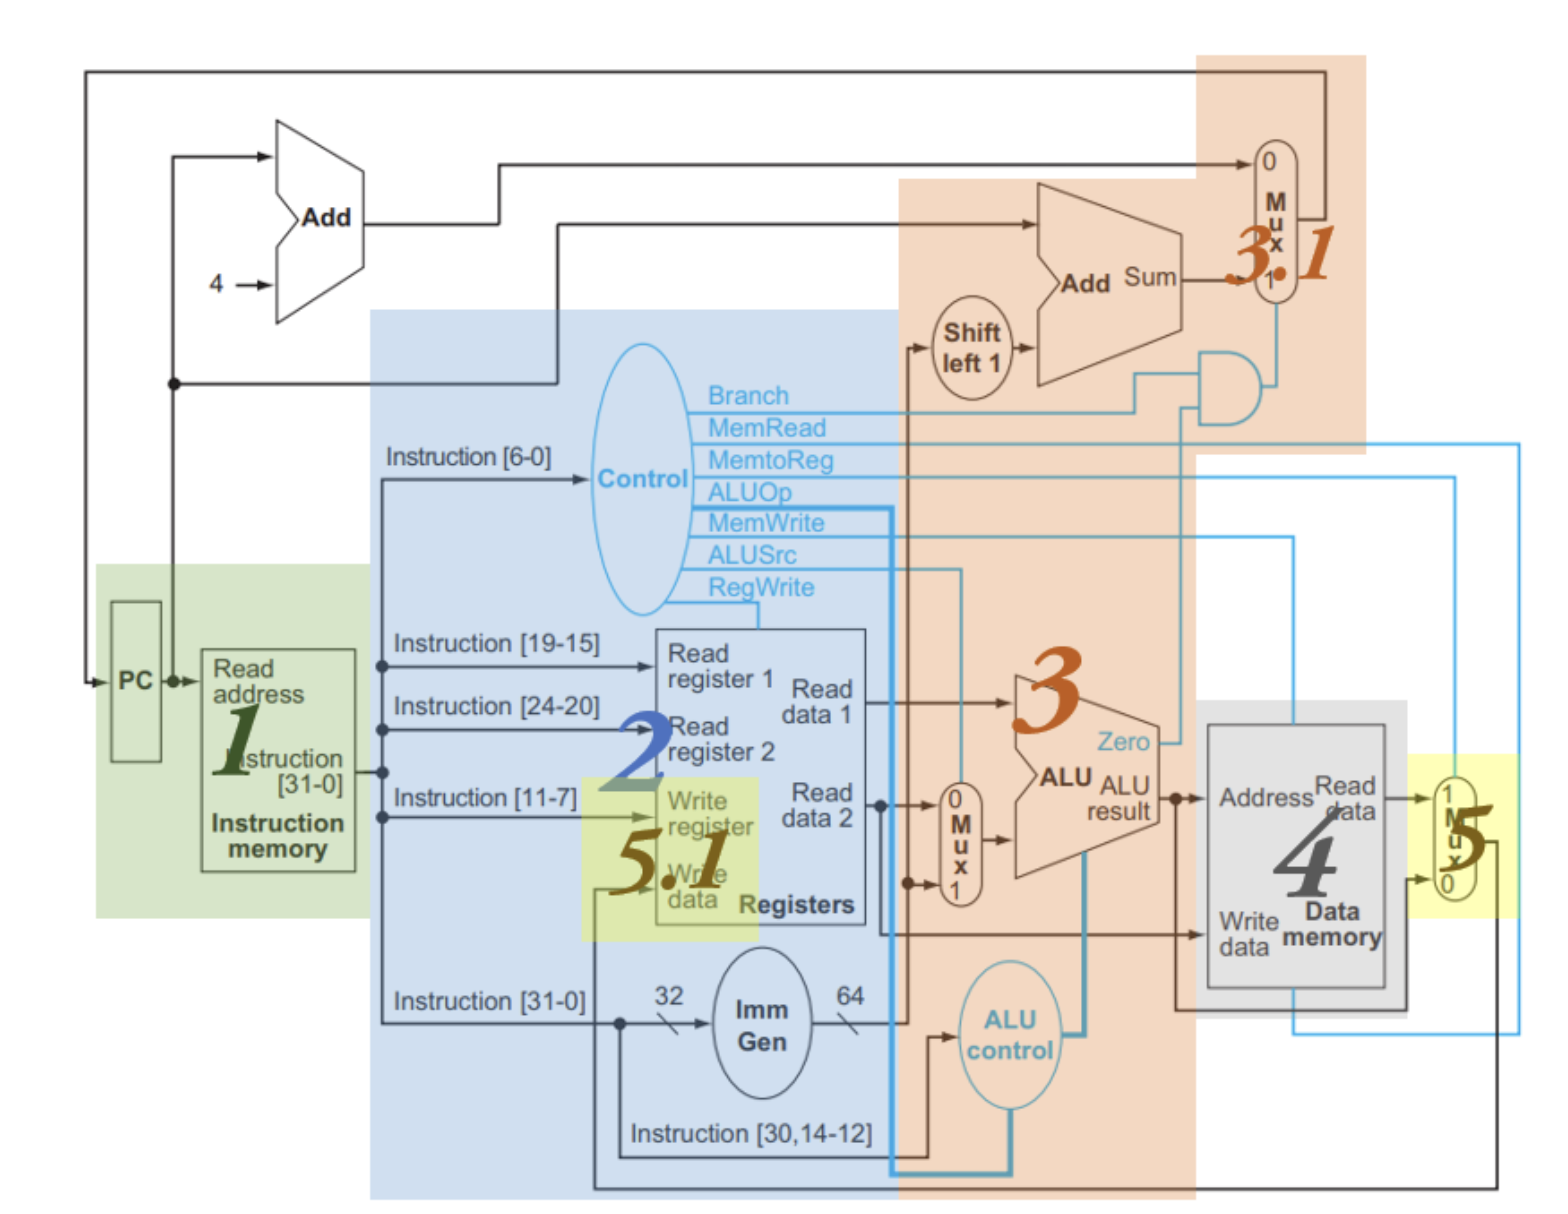 0
M
u
x
1
3.1
Add
4
Add Sum
Shift
left 1
Branch
MemRead
MemtoReg
ALUOp
MemWrite
ALUSrc
RegWrite
Instruction [6-0]
Control
PC
Read
address
1
Instruction
[31-0]
Instruction
memory
Instruction [19-15]
Instruction [24-20]
Instruction [11-7]
Instruction [31-0]
Read
register 1
Read
register 2
2
Write
register
5.1
Write
data
Read
data 1
Read
data 2
Registers
32
Imm
Gen
64
Instruction [30,14-12]
0
M
u
x
1
3
Zero
ALU
ALU
result
ALU
control
Address
Read
data
4
Write
data
Data
memory
1
M
u
x
0
5